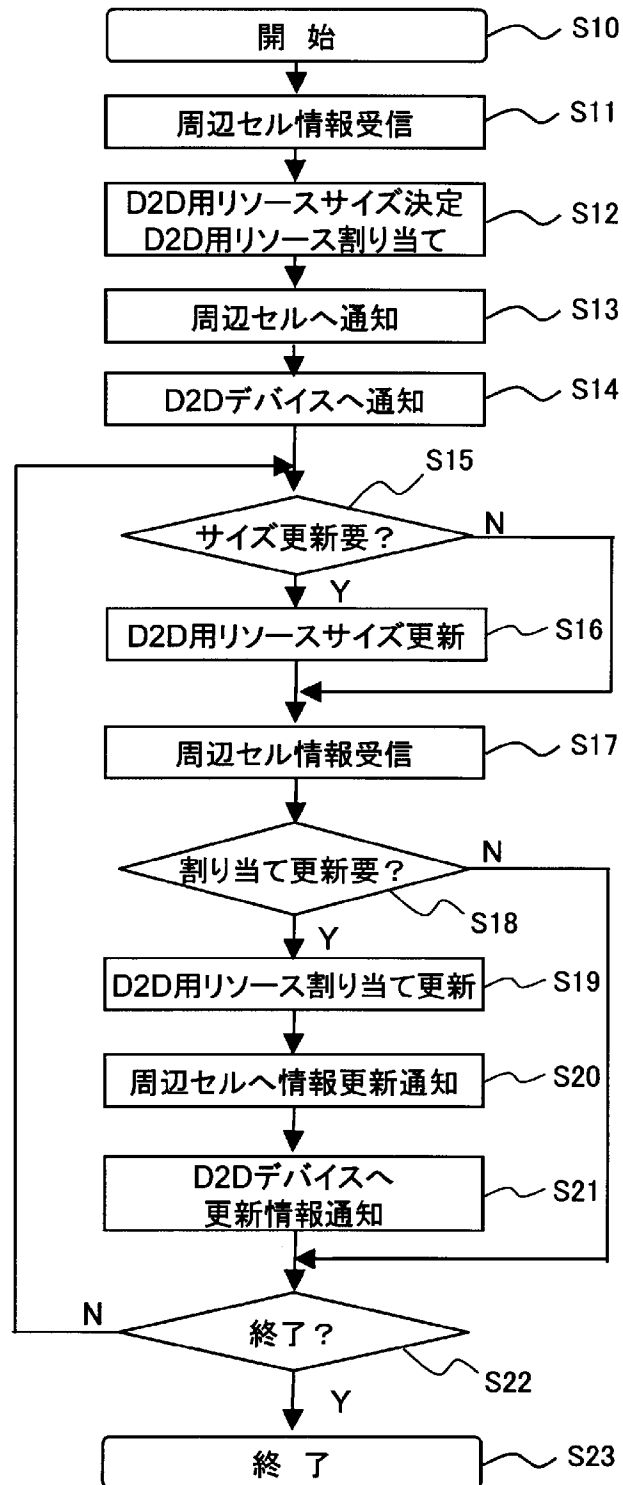 開 始
S10
周辺セル情報受信
S11
D2D用リソースサイズ決定
D2D用リソース割り当て
S12
周辺セルへ通知
S13
D2Dデバイスへ通知
S14
S15
サイズ更新要?
N
Y
D2D用リソースサイズ更新
S16
周辺セル情報受信
S17
割り当て更新要?
N
S18
Y
D2D用リソース割り当て更新
S19
周辺セルへ情報更新通知
S20
D2Dデバイスへ
更新情報通知
S21
N
終了?
S22
Y
終 了
S23